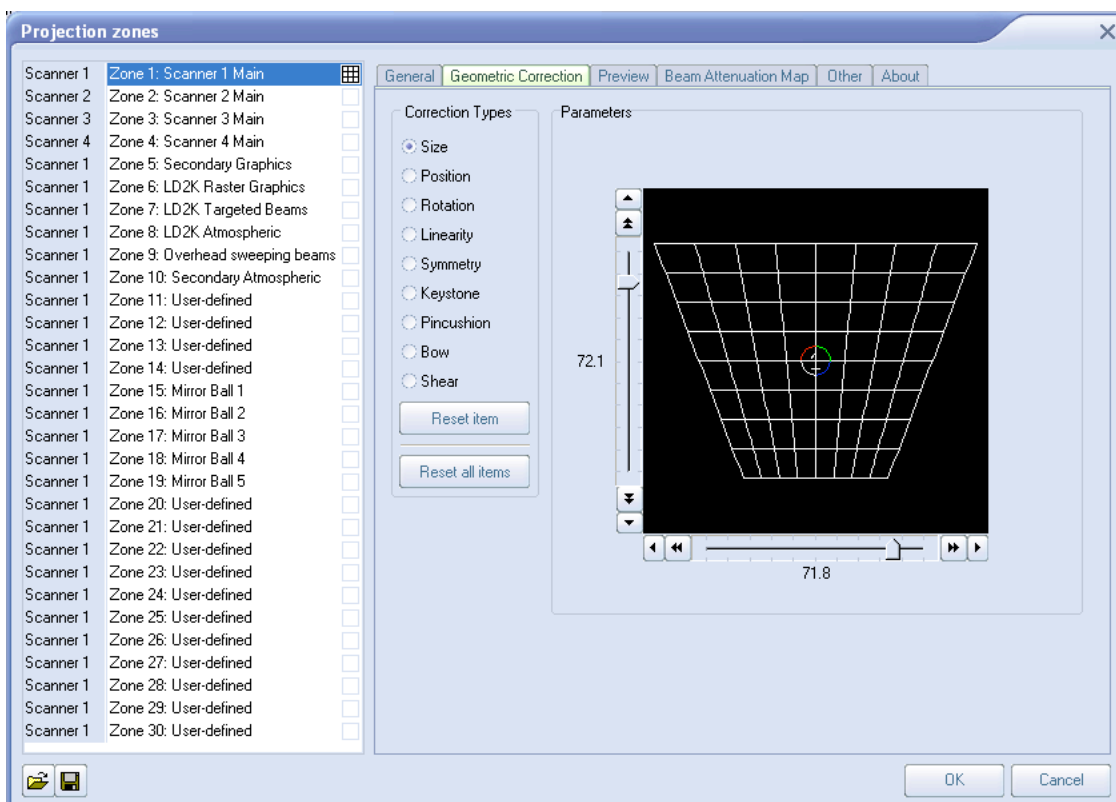 Projection zones
General Geometric Correction Preview Beam Attenuation Map Other About
Scanner 1 Zone 1: Scanner 1 Main
Scanner 2 Zone 2: Scanner 2 Main
Scanner 3 Zone 3: Scanner 3 Main
Scanner 4 Zone 4: Scanner 4 Main
Scanner 1 Zone 5: Secondary Graphics
Scanner 1 Zone 6: LD2K Raster Graphics
Scanner 1 Zone 7: LD2K Targeted Beams
Scanner 1 Zone 8: LD2K Atmospheric
Scanner 1 Zone 9: Overhead sweeping beams
Scanner 1 Zone 10: Secondary Atmospheric
Scanner 1 Zone 11: User-defined
Scanner 1 Zone 12: User-defined
Scanner 1 Zone 13: User-defined
Scanner 1 Zone 14: User-defined
Scanner 1 Zone 15: Mirror Ball 1
Scanner 1 Zone 16: Mirror Ball 2
Scanner 1 Zone 17: Mirror Ball 3
Scanner 1 Zone 18: Mirror Ball 4
Scanner 1 Zone 19: Mirror Ball 5
Scanner 1 Zone 20: User-defined
Scanner 1 Zone 21: User-defined
Scanner 1 Zone 22: User-defined
Scanner 1 Zone 23: User-defined
Scanner 1 Zone 24: User-defined
Scanner 1 Zone 25: User-defined
Scanner 1 Zone 26: User-defined
Scanner 1 Zone 27: User-defined
Scanner 1 Zone 28: User-defined
Scanner 1 Zone 29: User-defined
Scanner 1 Zone 30: User-defined
Correction Types
Size
Position
Rotation
Linearity
Symmetry
Keystone
Pincushion
Bow
Shear
Reset item
Reset all items
Parameters
72.1
71.8
OK
Cancel